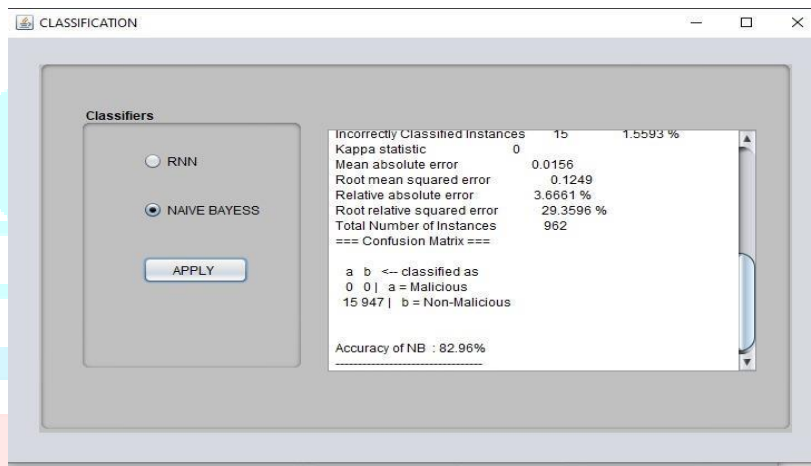 CLASSIFICATION
Classifiers
RNN
NAIVE BAYESS
APPLY
Incorrectly Classified Instances 15 1.5593 %
Kappa statistic 0
Mean absolute error 0.0156
Root mean squared error 0.1249
Relative absolute error 3.6661 %
Root relative squared error 29.3596 %
Total Number of Instances 962
=== Confusion Matrix ===
a b <-- classified as
0 0 | a = Malicious
15 947 | b = Non-Malicious
Accuracy of NB : 82.96%
--------------------------------